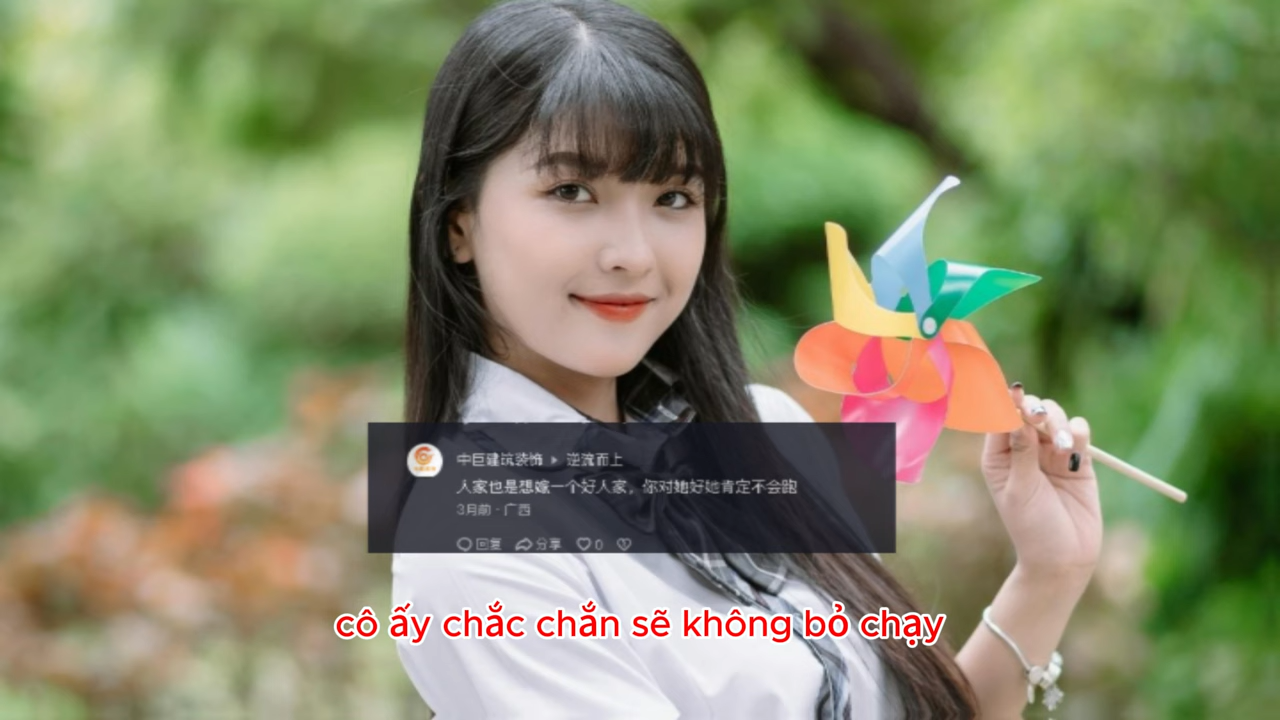 中巨建筑装饰 ▸ 逆流而上
人家也是想嫁一个好人家，你对她好她肯定不会跑
3月前 · 广西
回复 分享 0
cô ấy chắc chắn sẽ không bỏ chạy